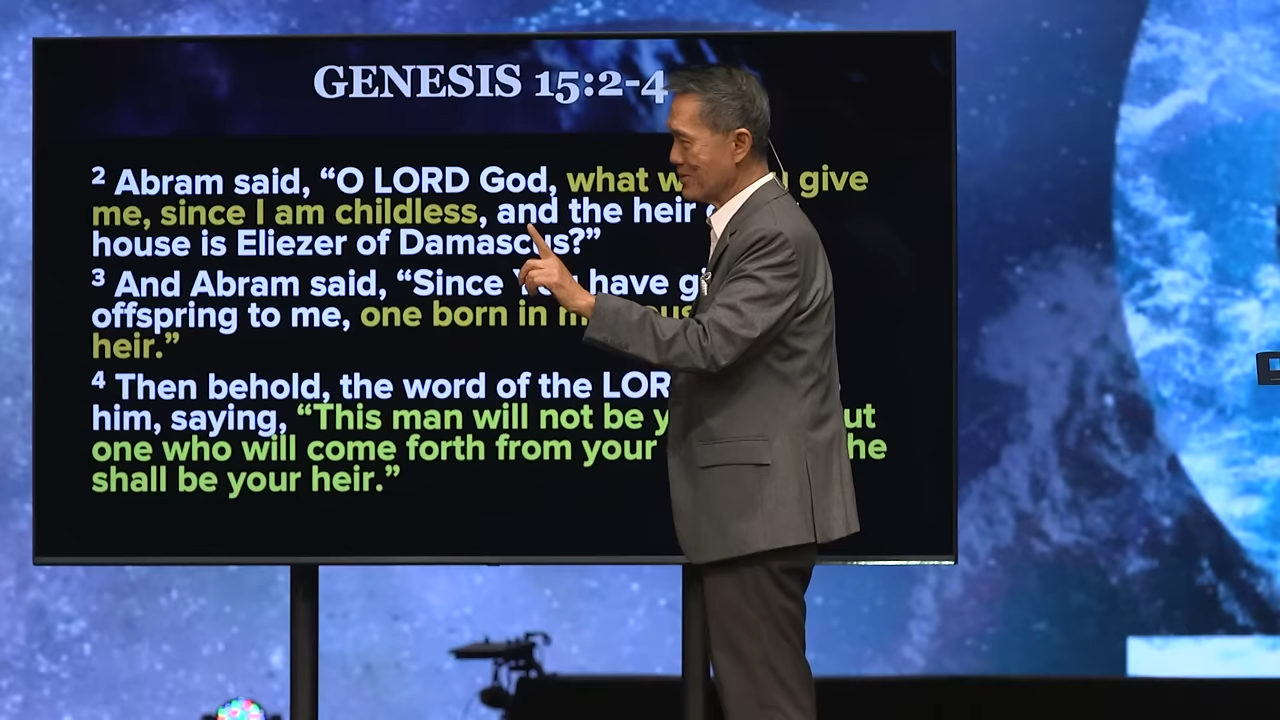 GENESIS 15:2-4
2 Abram said, “O LORD God, what give
me, since I am childless, and the heir
house is Eliezer of Damascus?”
3 And Abram said, “Since You have
offspring to me, one born in
heir.”
4 Then behold, the word of the
him, saying, “This man will not be
one who will come forth from your he
shall be your heir.”